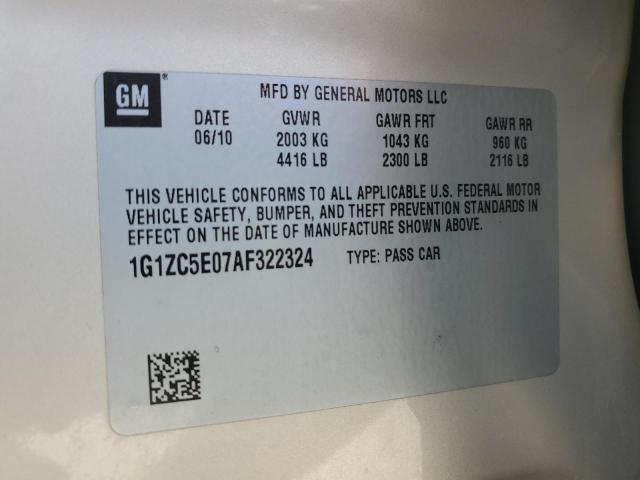 GM ®
MFD BY GENERAL MOTORS LLC
DATE GVWR GAWR FRT GAWR RR
06/10 2003 KG 1043 KG 960 KG
4416 LB 2300 LB 2116 LB
THIS VEHICLE CONFORMS TO ALL APPLICABLE U.S. FEDERAL MOTOR
VEHICLE SAFETY, BUMPER, AND THEFT PREVENTION STANDARDS IN
EFFECT ON THE DATE OF MANUFACTURE SHOWN ABOVE.
1G1ZC5E07AF322324 TYPE: PASS CAR